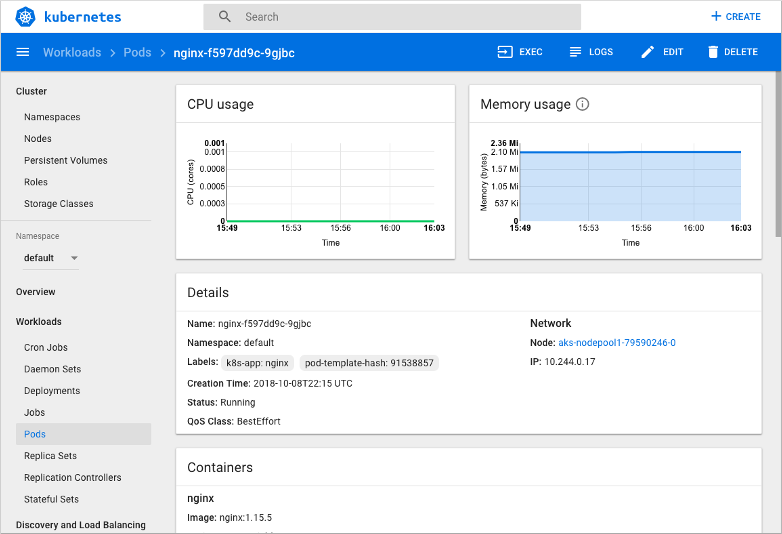 kubernetes
Search
CREATE
Workloads > Pods > nginx-f597dd9c-9gjbc
EXEC
LOGS
EDIT
DELETE
Cluster
Namespaces
Nodes
Persistent Volumes
Roles
Storage Classes
Namespace
default
Overview
Workloads
Cron Jobs
Daemon Sets
Deployments
Jobs
Pods
Replica Sets
Replication Controllers
Stateful Sets
Discovery and Load Balancing
CPU usage
CPU (cores)
0.001
0.001
0.0008
0.0005
0.0003
0
15:49 15:53 15:56 16:00 16:03
Time
Memory usage
Memory (bytes)
2.36 Mi
2.10 Mi
1.57 Mi
1.05 Mi
537 Ki
0
15:49 15:53 15:56 16:00 16:03
Time
Details
Name: nginx-f597dd9c-9gjbc
Namespace: default
Labels: k8s-app: nginx pod-template-hash: 91538857
Creation Time: 2018-10-08T22:15 UTC
Status: Running
QoS Class: BestEffort
Network
Node: aks-nodepool1-79590246-0
IP: 10.244.0.17
Containers
nginx
Image: nginx:1.15.5